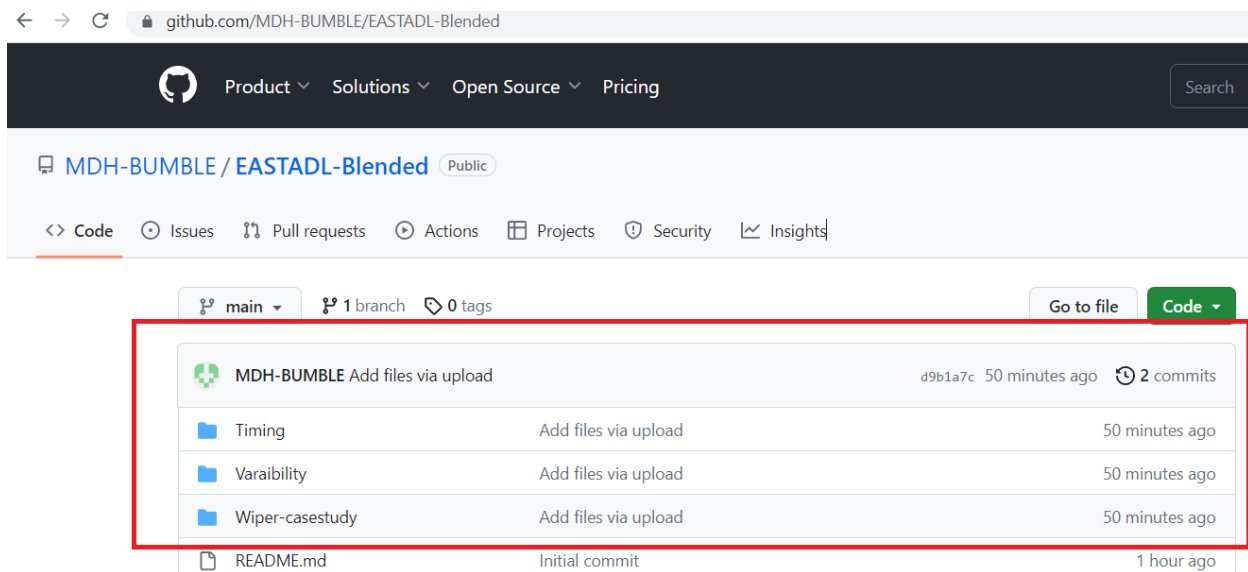 github.com/MDH-BUMBLE/EASTADL-Blended
Product Solutions Open Source Pricing Search
MDH-BUMBLE / EASTADL-Blended Public
<> Code Issues Pull requests Actions Projects Security Insights
main 1 branch 0 tags Go to file Code
MDH-BUMBLE Add files via upload d9b1a7c 50 minutes ago 2 commits
Timing Add files via upload 50 minutes ago
Varaibility Add files via upload 50 minutes ago
Wiper-casestudy Add files via upload 50 minutes ago
README.md Initial commit 1 hour ago